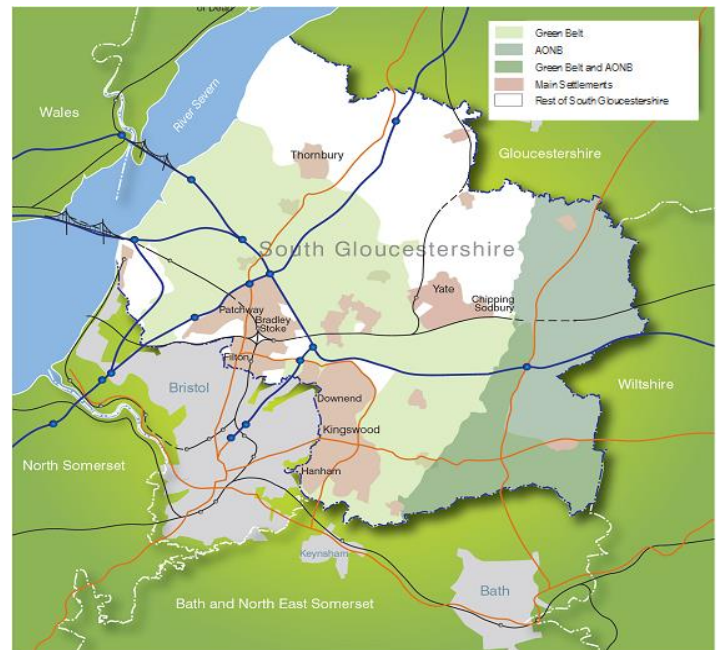 of Dean
Green Belt
AONB
Green Belt and AONB
Main Settlements
Rest of South Gloucestershire
Wales
River Severn
Thornbury
Gloucestershire
South Gloucestershire
Yate
Chipping
Sodbury
Patchway
Bradley
Stoke
Filton
Bristol
Downend
Wiltshire
Kingswood
North Somerset
Hanham
Keynsham
Bath
Bath and North East Somerset